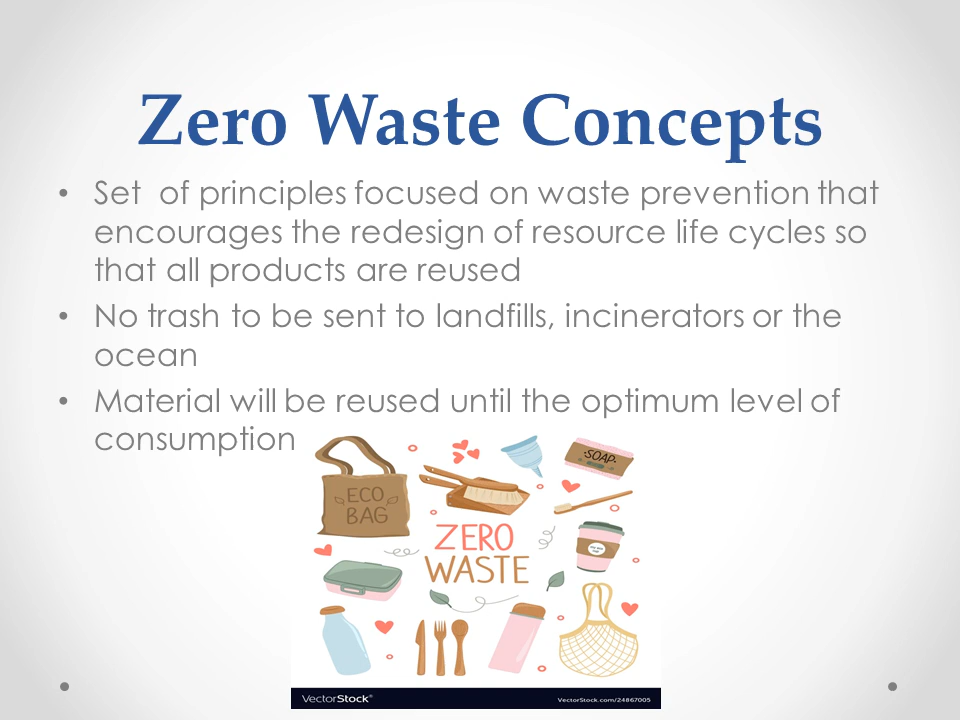 Zero Waste Concepts
• Set  of principles focused on waste prevention that
encourages the redesign of resource life cycles so
that all products are reused
• No trash to be sent to landfills, incinerators or the
ocean
• Material will be reused until the optimum level of
consumption
SOAP
ECO
BAG
ZERO
WASTE
VectorStock®
VectorStock.com/24867005